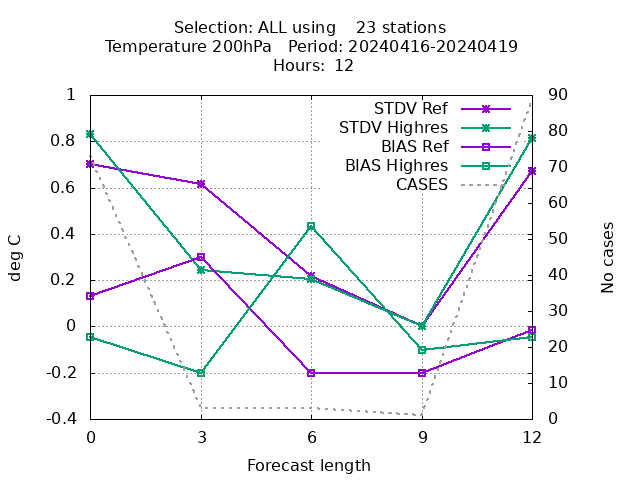 Selection: ALL using    23 stations
Temperature 200hPa   Period: 20240416-20240419
Hours: 12
STDV Ref
STDV Highres
BIAS Ref
BIAS Highres
CASES
deg C
1
0.8
0.6
0.4
0.2
0
-0.2
-0.4
90
80
70
60
50
40
30
20
10
0
No cases
0 3 6 9 12
Forecast length